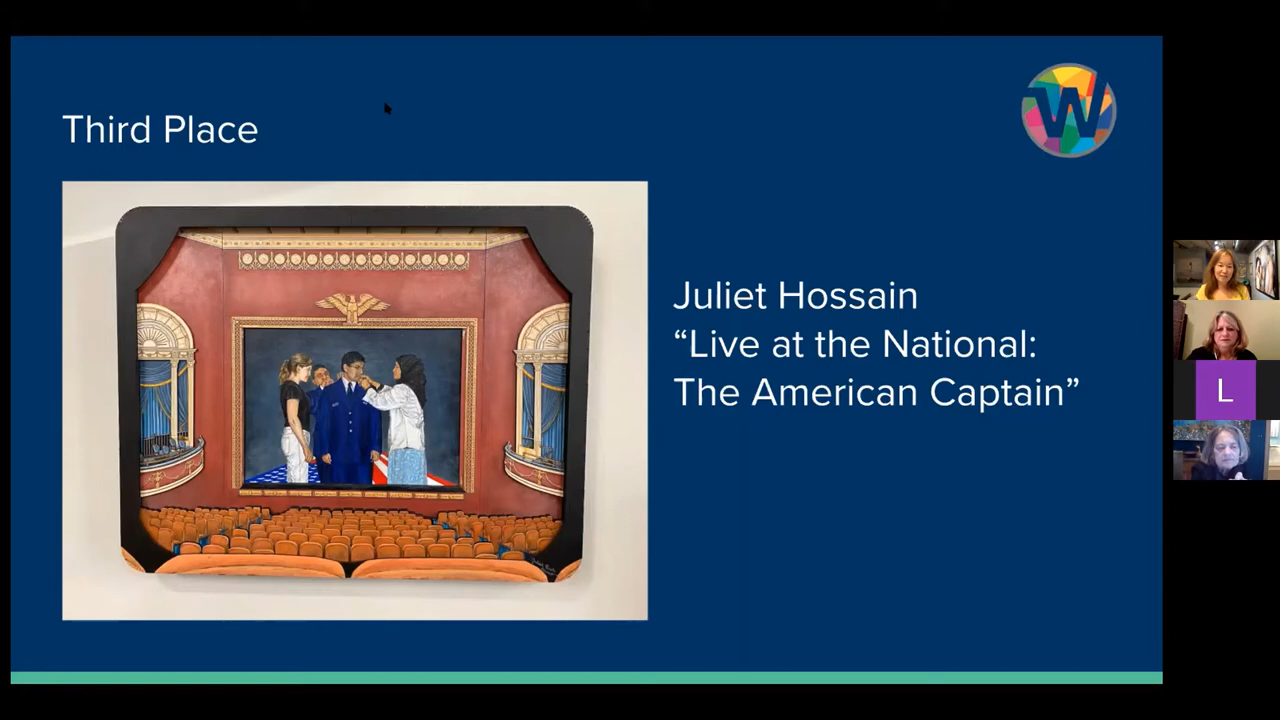 Third Place
W
Juliet Hossain
“Live at the National:
The American Captain”
L